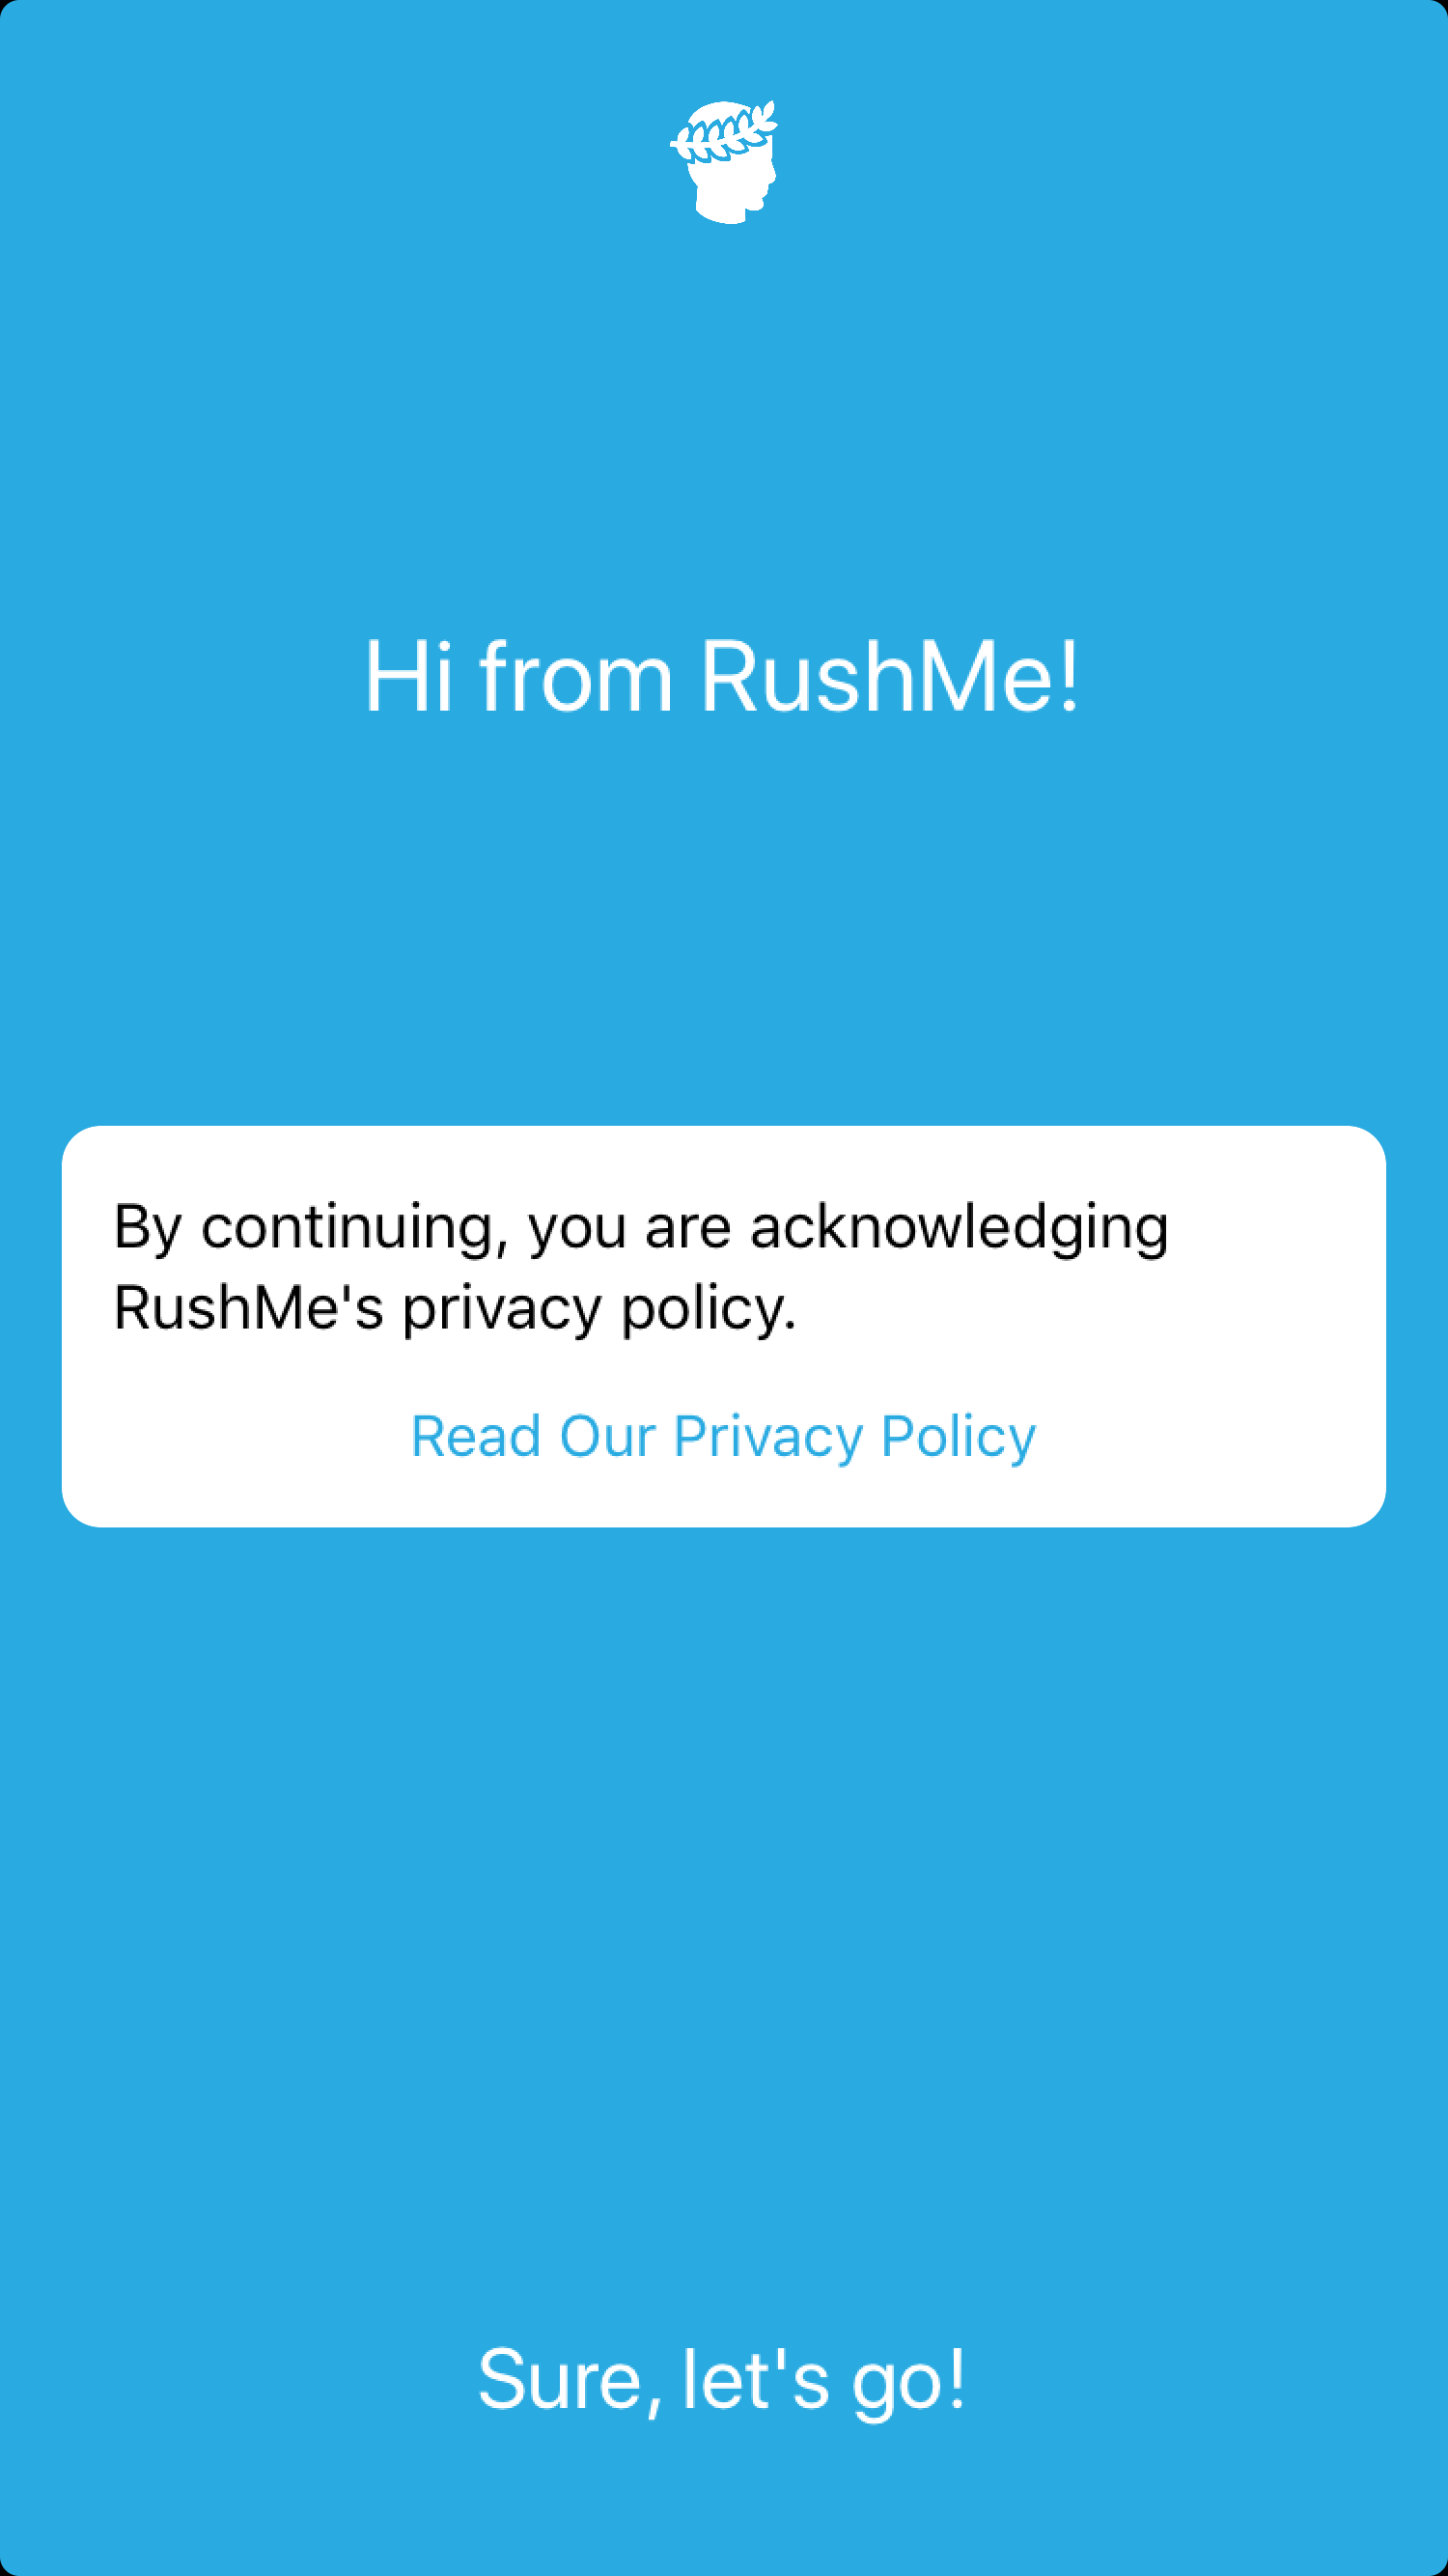 Hi from RushMe!
By continuing, you are acknowledging
RushMe's privacy policy.
Read Our Privacy Policy
Sure, let's go!